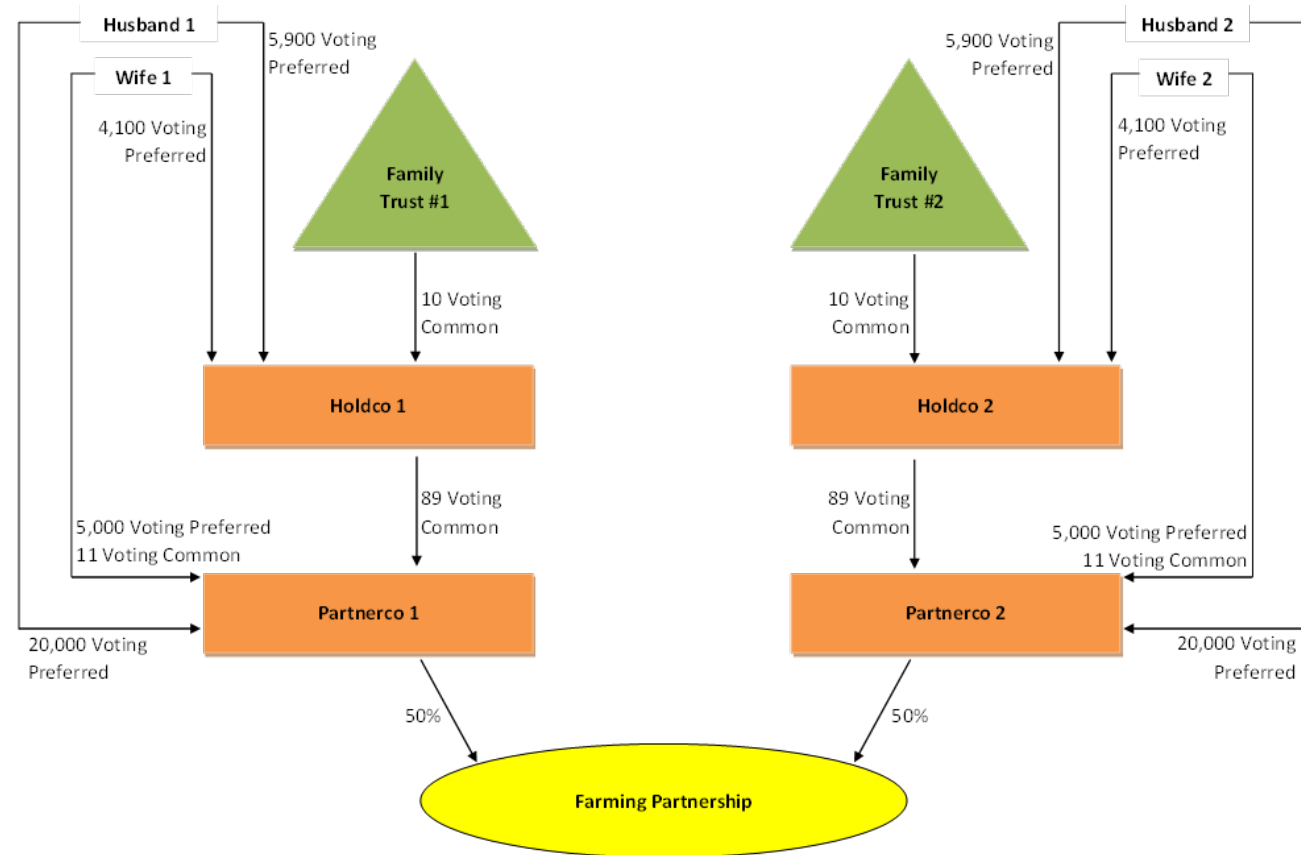 Husband 1
5,900 Voting
Preferred
Wife 1
4,100 Voting
Preferred
Family
Trust #1
10 Voting
Common
Holdco 1
89 Voting
Common
5,000 Voting Preferred
11 Voting Common
Partnerco 1
20,000 Voting
Preferred
50%
Husband 2
5,900 Voting
Preferred
Wife 2
4,100 Voting
Preferred
Family
Trust #2
10 Voting
Common
Holdco 2
89 Voting
Common
5,000 Voting Preferred
11 Voting Common
Partnerco 2
20,000 Voting
Preferred
50%
Farming Partnership